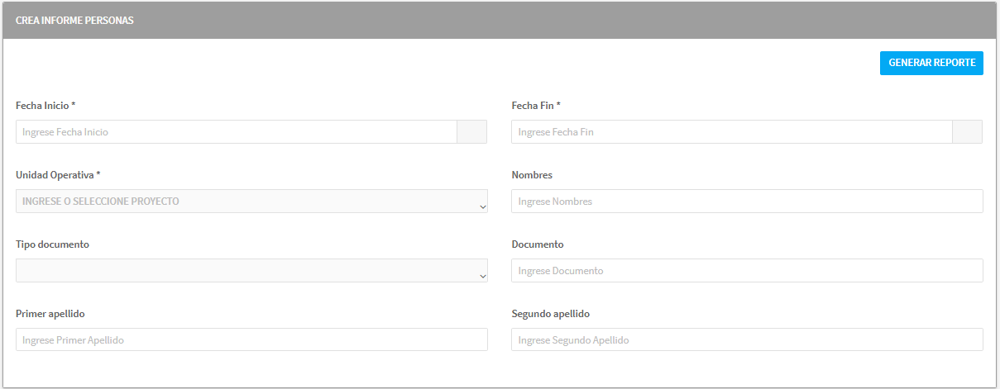 CREA INFORME PERSONAS
GENERAR REPORTE
Fecha Inicio *
Fecha Fin *
Ingrese Fecha Inicio
Ingrese Fecha Fin
Unidad Operativa *
Nombres
INGRESE O SELECCIONE PROYECTO
Ingrese Nombres
Tipo documento
Documento
Ingrese Documento
Primer apellido
Segundo apellido
Ingrese Primer Apellido
Ingrese Segundo Apellido